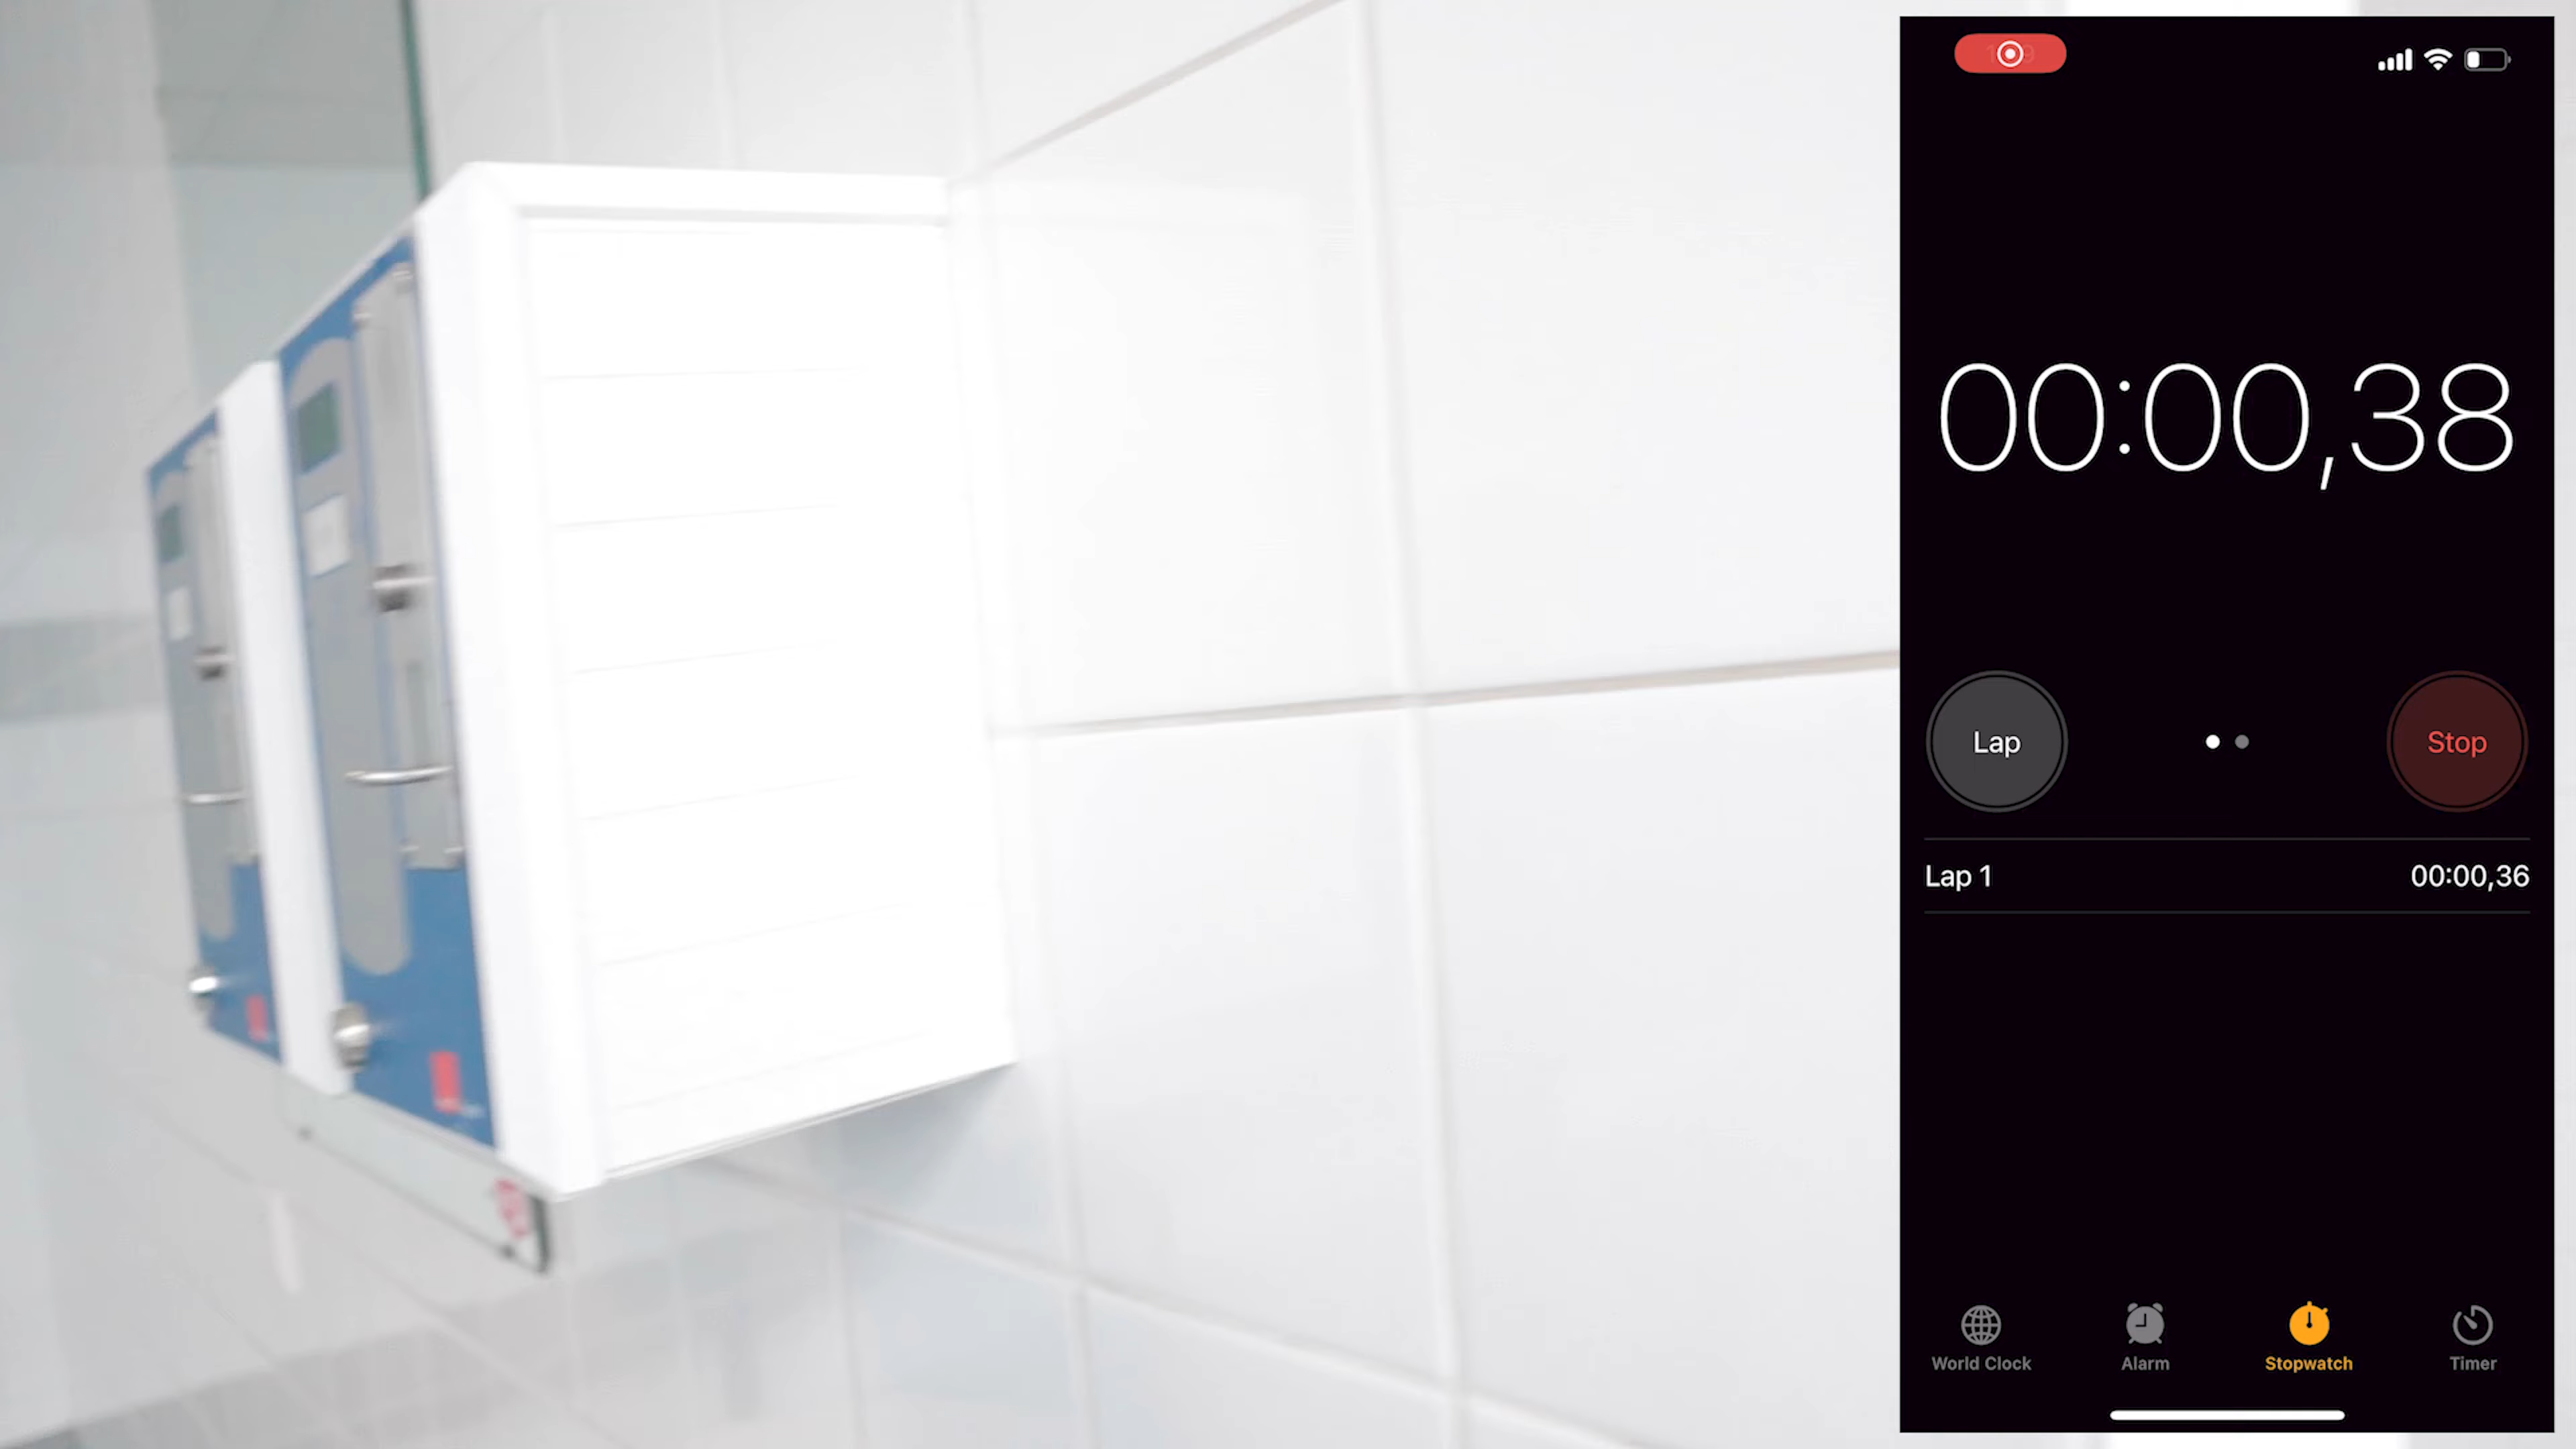 00:00,38
Lap
Stop
Lap 1
00:00,36
World Clock
Alarm
Stopwatch
Timer